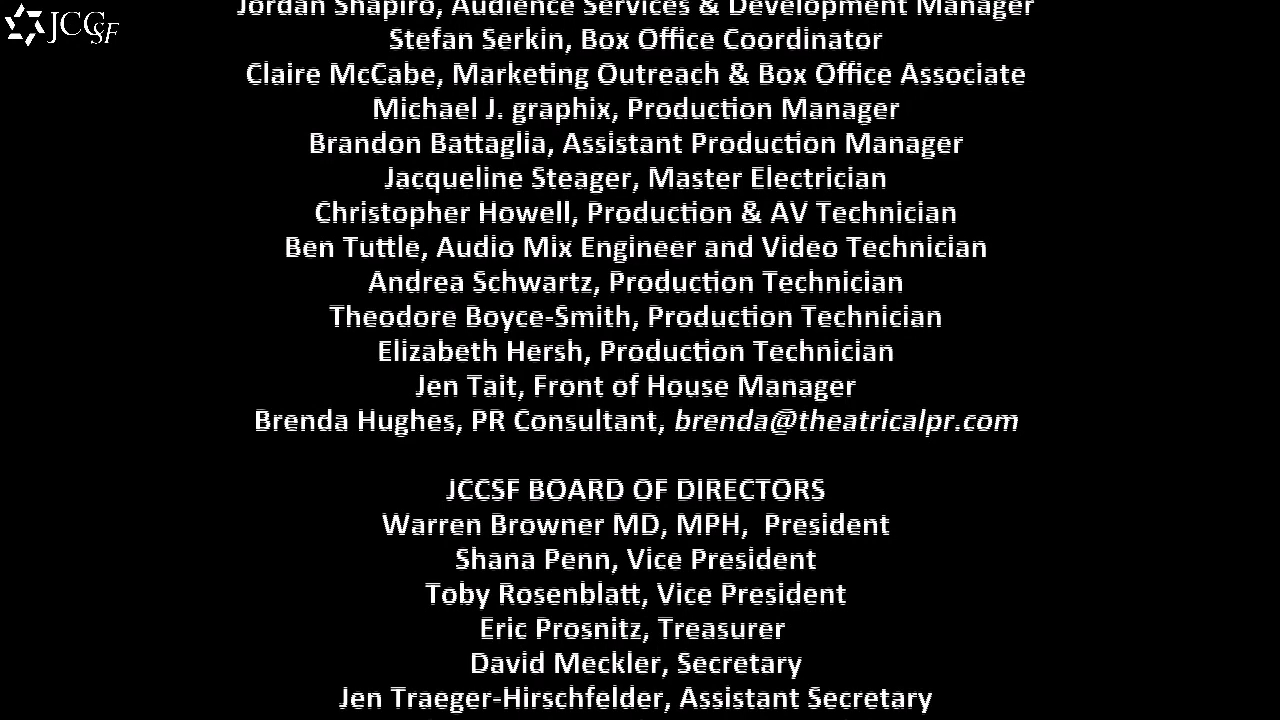 JCCSF
Jordan Shapiro, Audience Services & Development Manager
Stefan Serkin, Box Office Coordinator
Claire McCabe, Marketing Outreach & Box Office Associate
Michael J. graphix, Production Manager
Brandon Battaglia, Assistant Production Manager
Jacqueline Steager, Master Electrician
Christopher Howell, Production & AV Technician
Ben Tuttle, Audio Mix Engineer and Video Technician
Andrea Schwartz, Production Technician
Theodore Boyce-Smith, Production Technician
Elizabeth Hersh, Production Technician
Jen Tait, Front of House Manager
Brenda Hughes, PR Consultant, brenda@theatricalpr.com
JCCSF BOARD OF DIRECTORS
Warren Browner MD, MPH,  President
Shana Penn, Vice President
Toby Rosenblatt, Vice President
Eric Prosnitz, Treasurer
David Meckler, Secretary
Jen Traeger-Hirschfelder, Assistant Secretary